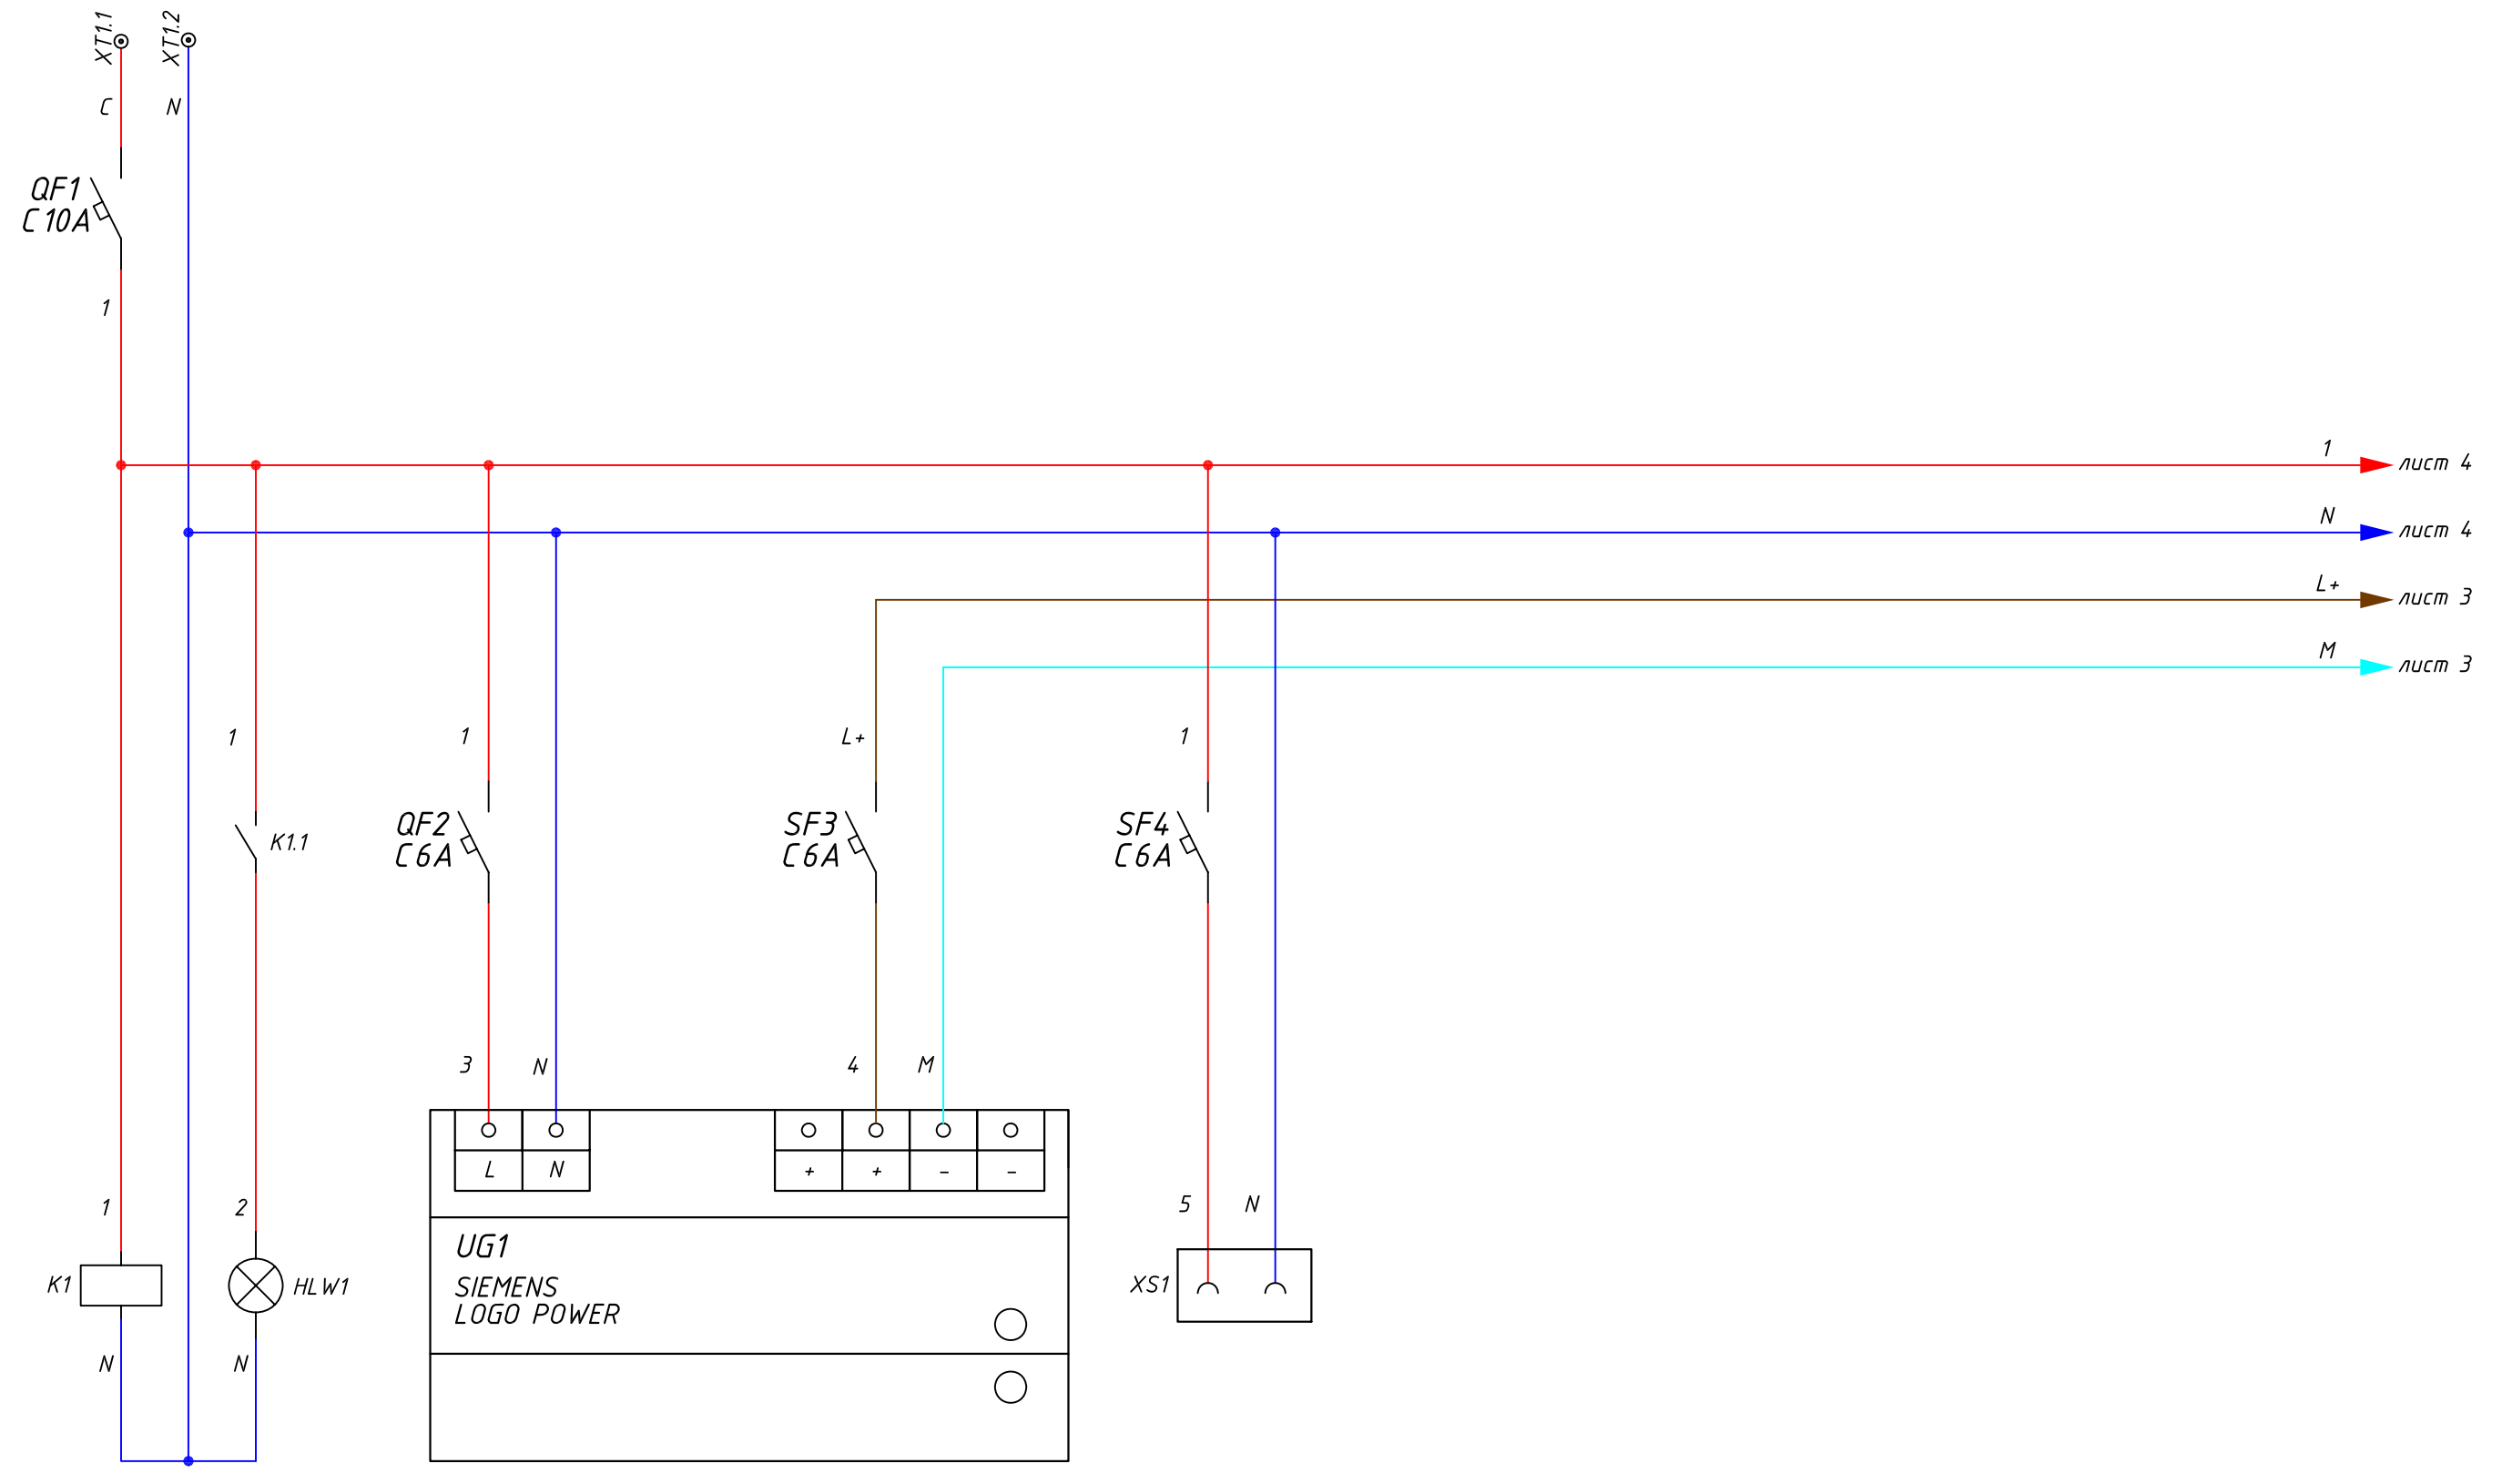 XT1.1
XT1.2
C
N
QF1
C10A
1
1
лист 4
N
лист 4
L+
лист 3
M
лист 3
1
1
L+
1
K1.1
QF2
C6A
SF3
C6A
SF4
C6A
3
N
4
M
L
N
+
+
-
-
1
2
5
N
UG1
SIEMENS
LOGO POWER
K1
HLW1
XS1
N
N